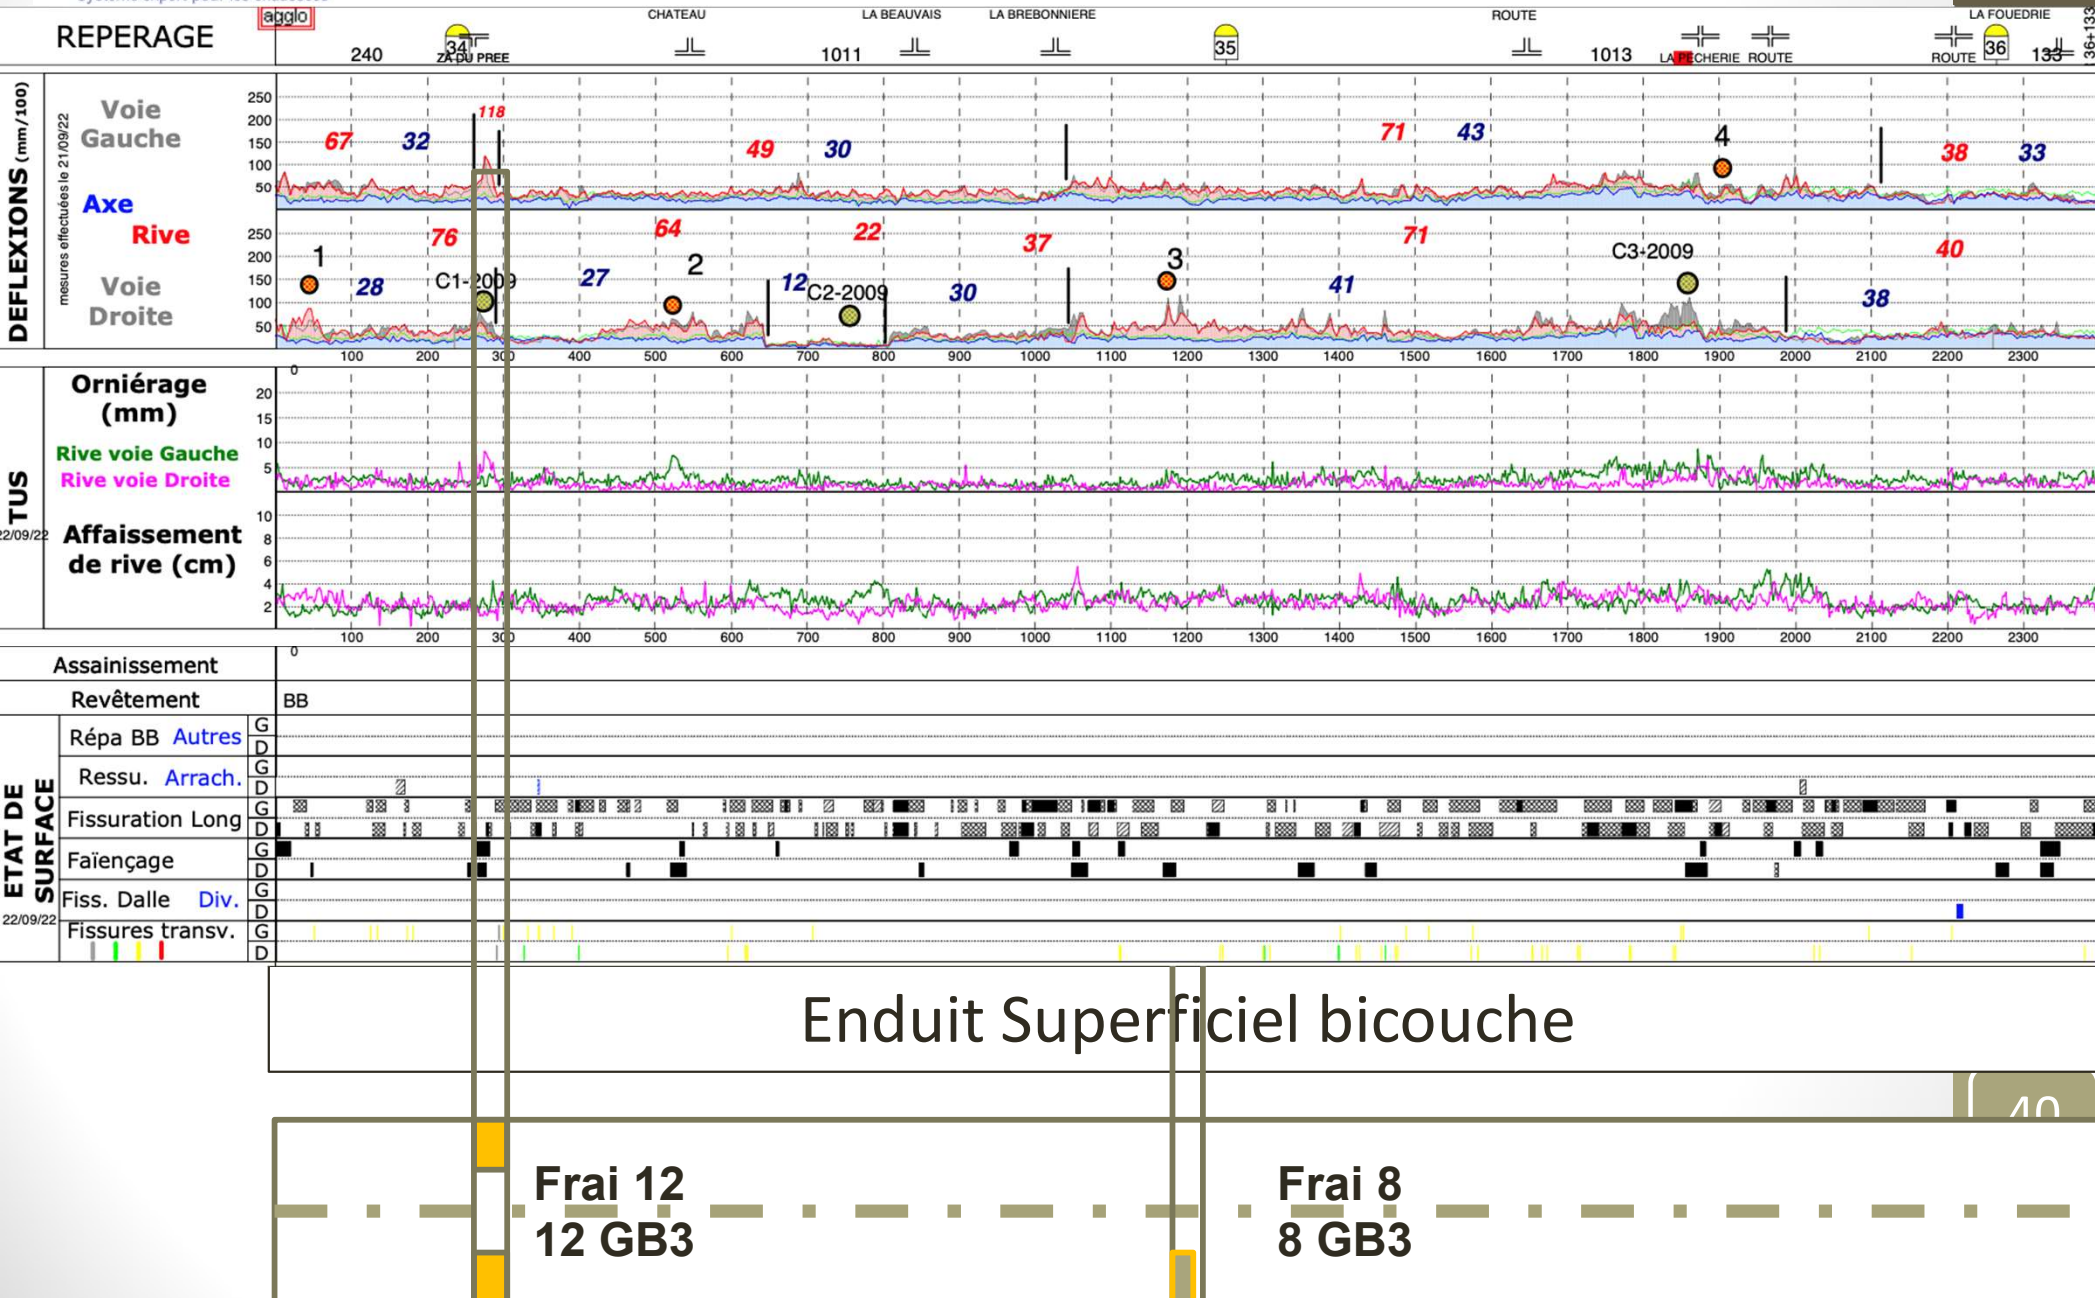 agglo CHATEAU LA BEAUVAIS LA BREBONNIERE ROUTE LA FOUEDRIE
REPERAGE 240 34 ZA DU PREE 1011 35 1013 LA PECHERIE ROUTE ROUTE 36 133 36+133
DEFLEXIONS (mm/100)
mesures effectuées le 21/09/22
Voie
Gauche
250
200
150
100
50
118
67 32 49 30 71 43 4 38 33
Axe
Rive
Voie
Droite
250
200
150
100
50
76 64 22 37 71 40
1 2 3 C3-2009
28 C1-2009 27 12 C2-2009 30 41 38
100 200 300 400 500 600 700 800 900 1000 1100 1200 1300 1400 1500 1600 1700 1800 1900 2000 2100 2200 2300
0
TUS
22/09/22
Orniérage
(mm)
20
15
10
5
Rive voie Gauche
Rive voie Droite
Affaissement
de rive (cm)
10
8
6
4
2
100 200 300 400 500 600 700 800 900 1000 1100 1200 1300 1400 1500 1600 1700 1800 1900 2000 2100 2200 2300
0
Assainissement
Revêtement BB
ETAT DE
SURFACE
22/09/22
Répa BB Autres G
D
Ressu. Arrach. G
D
Fissuration Long G
D
Faïençage G
D
Fiss. Dalle Div. G
D
Fissures transv. G
D
Enduit Superficiel bicouche
40
Frai 12
12 GB3
Frai 8
8 GB3